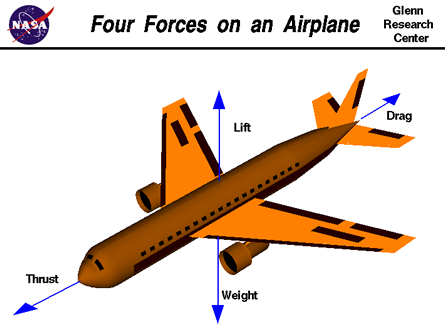 NASA
Four Forces on an Airplane
Glenn
Research
Center
Drag
Lift
Thrust
Weight